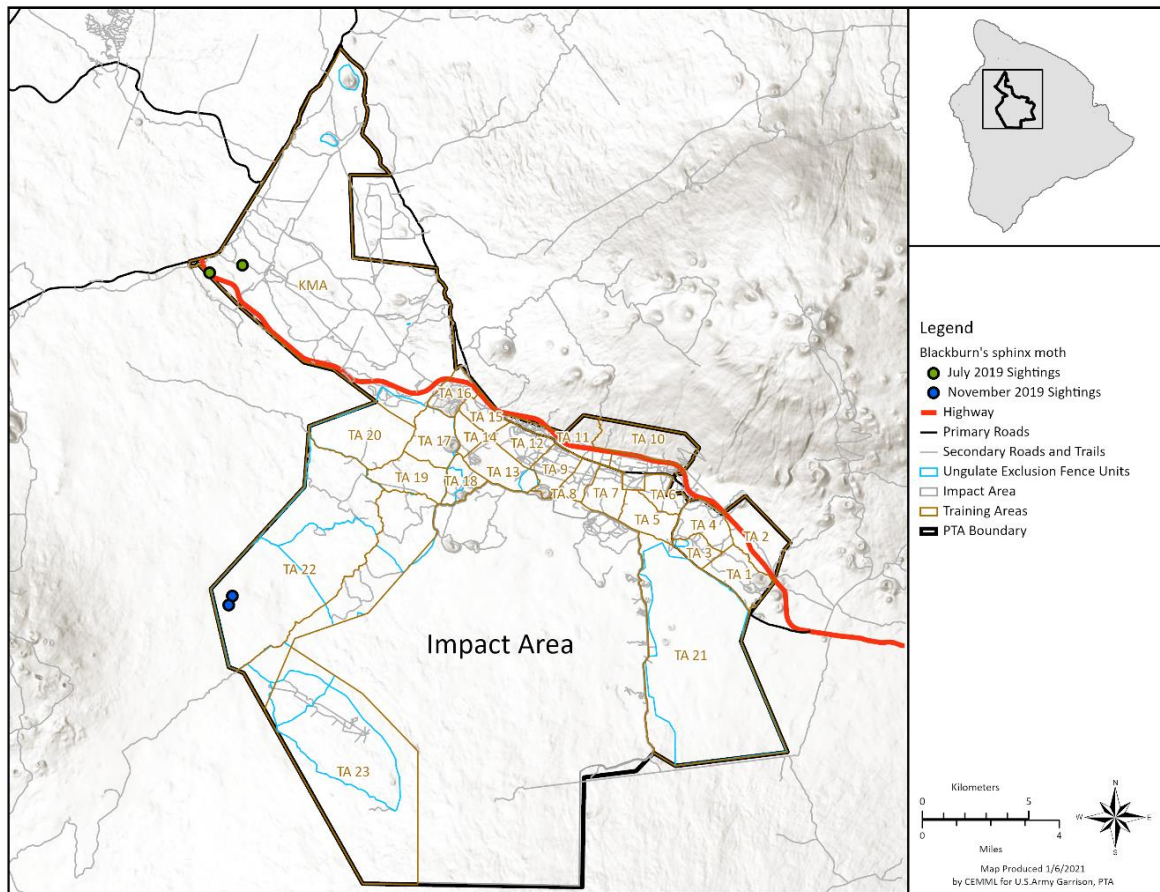 KMA
TA 16
TA 15
TA 11
TA 10
TA 20
TA 17
TA 14
TA 12
TA 9
TA 13
TA 19
TA 18
TA 8
TA 7
TA 6
TA 5
TA 4
TA 2
TA 3
TA 1
TA 22
Impact Area
TA 21
TA 23
Legend
Blackburn's sphinx moth
July 2019 Sightings
November 2019 Sightings
Highway
Primary Roads
Secondary Roads and Trails
Ungulate Exclusion Fence Units
Impact Area
Training Areas
PTA Boundary
Kilometers
0 5
0 4
Miles
N
W E
S
Map Produced 1/6/2021
by CEMML for U.S.Army Garrison, PTA